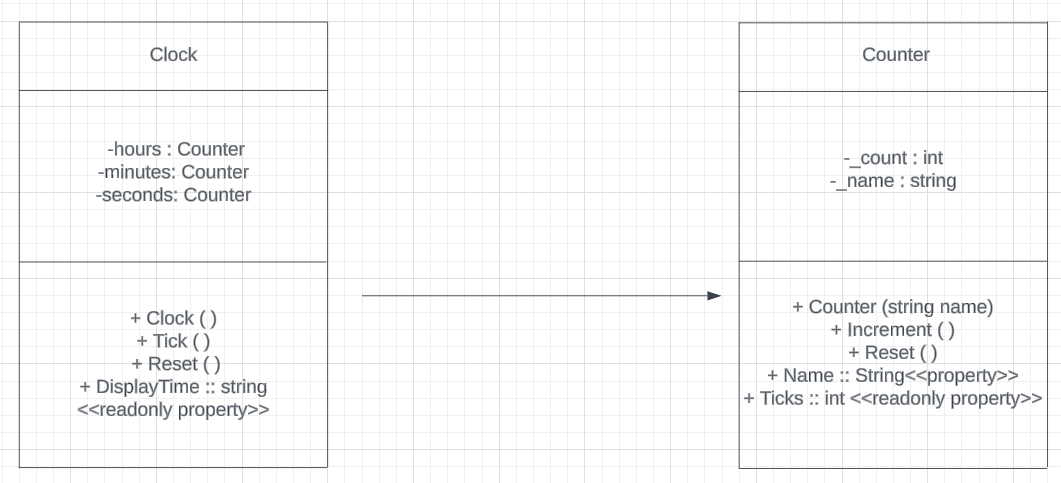 Clock
-hours : Counter
-minutes: Counter
-seconds: Counter
+ Clock ( )
+ Tick ( )
+ Reset ( )
+ DisplayTime :: string
<<readonly property>>
Counter
-_count : int
-_name : string
+ Counter (string name)
+ Increment ( )
+ Reset ( )
+ Name :: String<<property>>
+ Ticks :: int <<readonly property>>